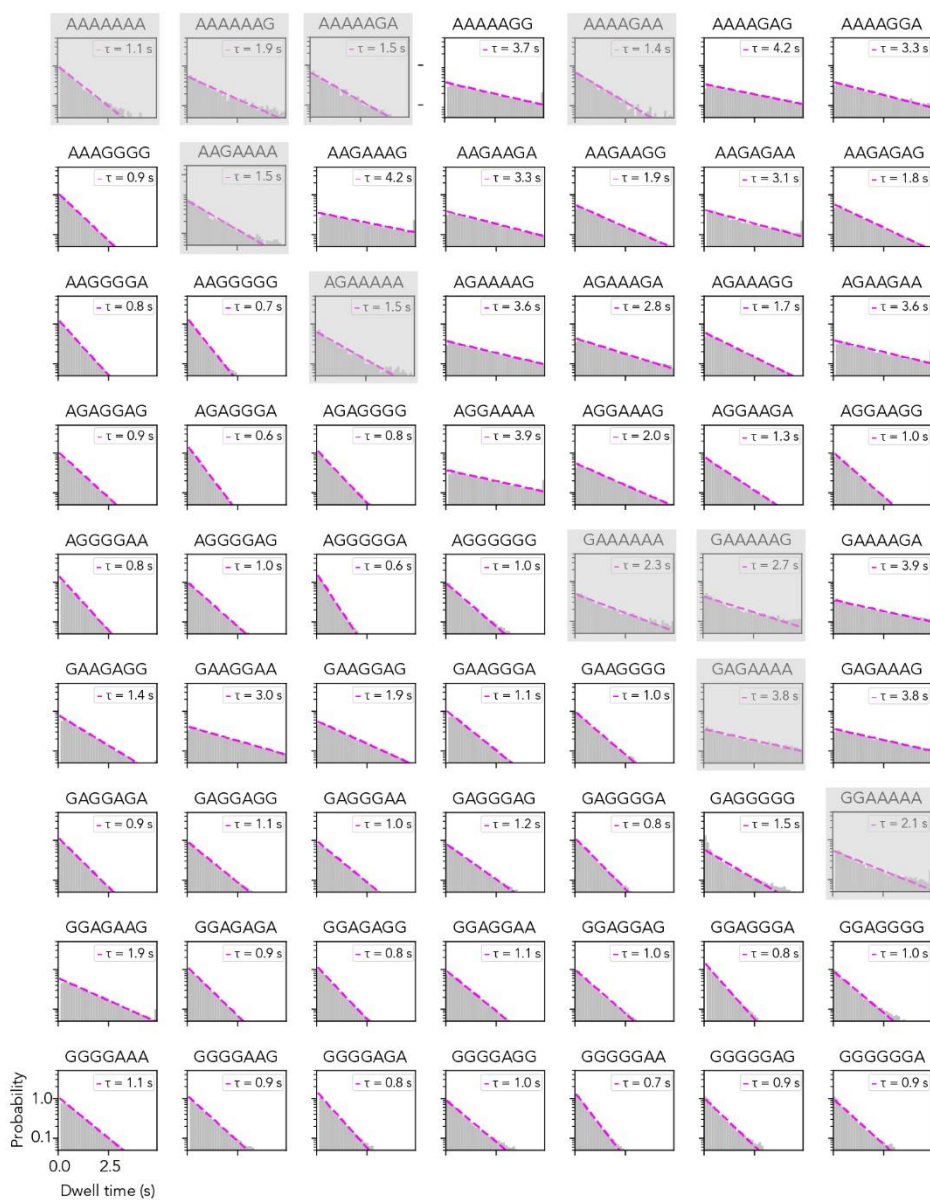 AAAAAAA AAAAAAG AAAAAGA AAAAAGG AAAAGAA AAAAGAG AAAAGGA
τ = 1.1 s τ = 1.9 s τ = 1.5 s τ = 3.7 s τ = 1.4 s τ = 4.2 s τ = 3.3 s
AAAGGGG AAGAAAA AAGAAAG AAGAAGA AAGAAGG AAGAGAA AAGAGAG
τ = 0.9 s τ = 1.5 s τ = 4.2 s τ = 3.3 s τ = 1.9 s τ = 3.1 s τ = 1.8 s
AAGGGGA AAGGGGG AGAAAAA AGAAAAG AGAAAGA AGAAAGG AGAAGAA
τ = 0.8 s τ = 0.7 s τ = 1.5 s τ = 3.6 s τ = 2.8 s τ = 1.7 s τ = 3.6 s
AGAGGAG AGAGGGA AGAGGGG AGGAAAA AGGAAAG AGGAAGA AGGAAGG
τ = 0.9 s τ = 0.6 s τ = 0.8 s τ = 3.9 s τ = 2.0 s τ = 1.3 s τ = 1.0 s
AGGGGAA AGGGGAG AGGGGGA AGGGGGG GAAAAAA GAAAAAG GAAAAGA
τ = 0.8 s τ = 1.0 s τ = 0.6 s τ = 1.0 s τ = 2.3 s τ = 2.7 s τ = 3.9 s
GAAGAGG GAAGGAA GAAGGAG GAAGGGA GAAGGGG GAGAAAA GAGAAAG
τ = 1.4 s τ = 3.0 s τ = 1.9 s τ = 1.1 s τ = 1.0 s τ = 3.8 s τ = 3.8 s
GAGGAGA GAGGAGG GAGGGAA GAGGGAG GAGGGGA GAGGGGG GGAAAAA
τ = 0.9 s τ = 1.1 s τ = 1.0 s τ = 1.2 s τ = 0.8 s τ = 1.5 s τ = 2.1 s
GGAGAAG GGAGAGA GGAGAGG GGAGGAA GGAGGAG GGAGGGA GGAGGGG
τ = 1.9 s τ = 0.9 s τ = 0.8 s τ = 1.1 s τ = 1.0 s τ = 0.8 s τ = 1.0 s
GGGGAAA GGGGAAG GGGGAGA GGGGAGG GGGGGAA GGGGGAG GGGGGGA
τ = 1.1 s τ = 0.9 s τ = 0.8 s τ = 1.0 s τ = 0.7 s τ = 0.9 s τ = 0.9 s
Probability
1.0
0.1
0.0 2.5
Dwell time (s)